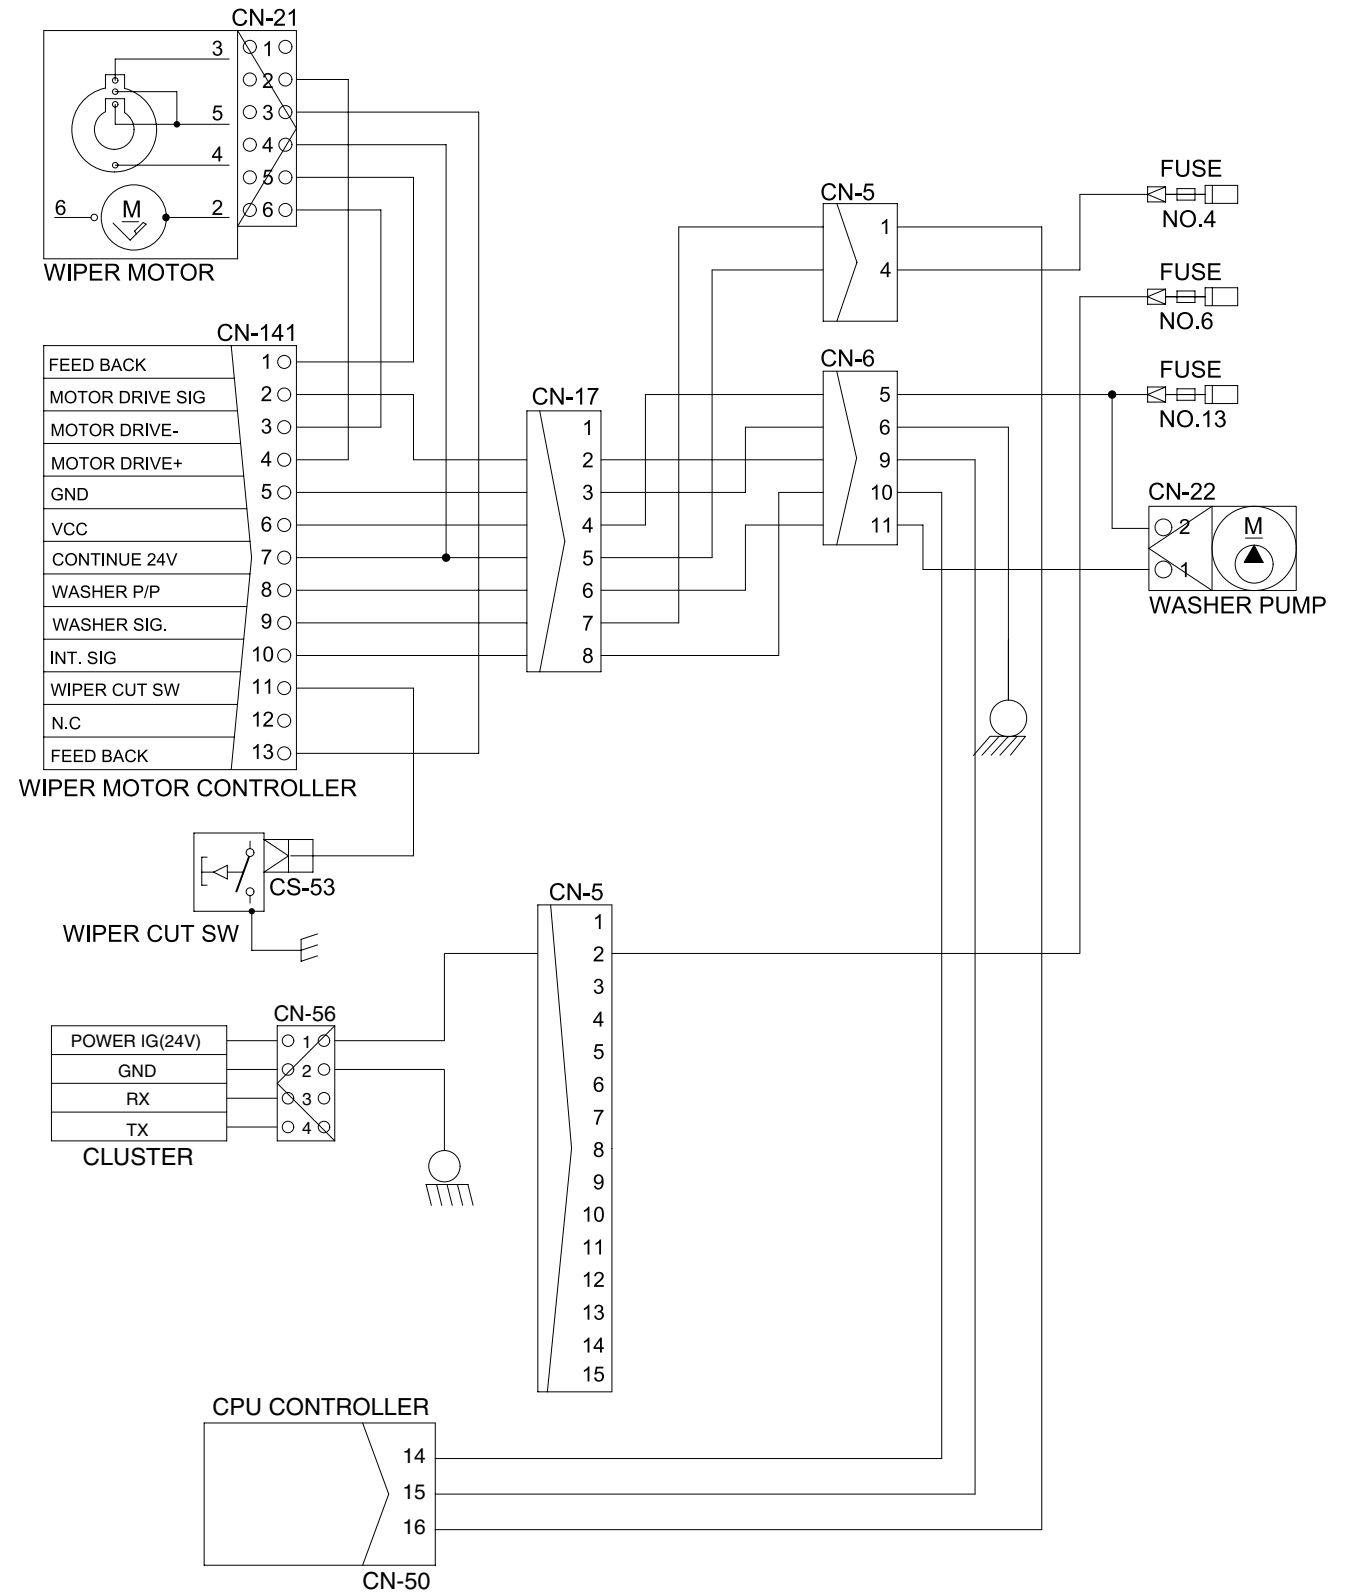 CN-21
3
5
4
6
M
2
1
2
3
4
5
6
WIPER MOTOR
CN-141
FEED BACK 1
MOTOR DRIVE SIG 2
MOTOR DRIVE- 3
MOTOR DRIVE+ 4
GND 5
VCC 6
CONTINUE 24V 7
WASHER P/P 8
WASHER SIG. 9
INT. SIG 10
WIPER CUT SW 11
N.C 12
FEED BACK 13
WIPER MOTOR CONTROLLER
CS-53
WIPER CUT SW
CN-17
1
2
3
4
5
6
7
8
CN-5
1
4
CN-6
5
6
9
10
11
FUSE
NO.4
FUSE
NO.6
FUSE
NO.13
CN-22
2
1
M
WASHER PUMP
CN-56
POWER IG(24V) 1
GND 2
RX 3
TX 4
CLUSTER
CN-5
1
2
3
4
5
6
7
8
9
10
11
12
13
14
15
CPU CONTROLLER
14
15
16
CN-50